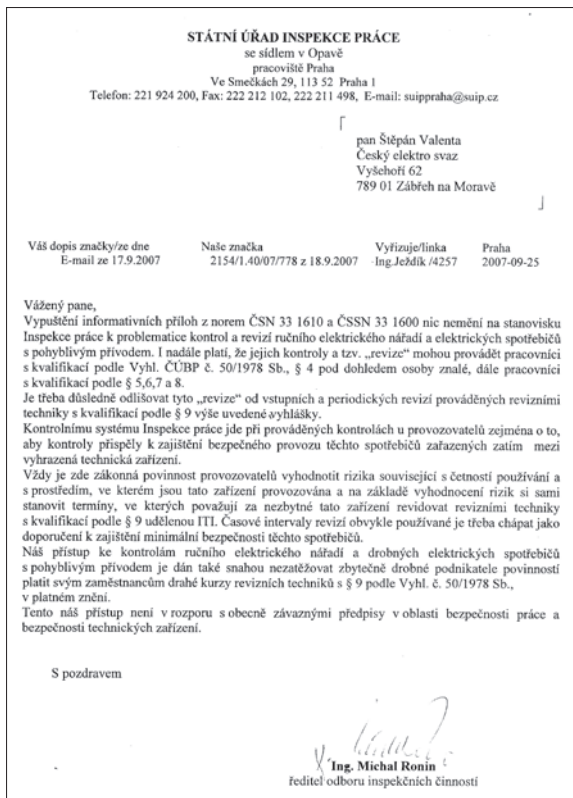 STÁTNÍ ÚŘAD INSPEKCE PRÁCE
se sídlem v Opavě
pracoviště Praha
Ve Smečkách 29, 113 52 Praha 1
Telefon: 221 924 200, Fax: 222 212 102, 222 211 498, E-mail: suippraha@suip.cz
pan Štěpán Valenta
Český elektro svaz
Vyšehoří 62
789 01 Zábřeh na Moravě
Váš dopis značky/ze dne Naše značka Vyřizuje/linka Praha
E-mail ze 17.9.2007 2154/1.40/07/778 z 18.9.2007 Ing.Ježdík /4257 2007-09-25
Vážený pane,
Vypuštění informativních příloh z norem ČSN 33 1610 a ČSSN 33 1600 nic nemění na stanovisku
Inspekce práce k problematice kontrol a revizí ručního elektrického nářadí a elektrických spotřebičů
s pohyblivým přívodem. I nadále platí, že jejich kontroly a tzv. „revize“ mohou provádět pracovníci
s kvalifikací podle Vyhl. ČÚBP č. 50/1978 Sb., § 4 pod dohledem osoby znalé, dále pracovníci
s kvalifikací podle § 5,6,7 a 8.
Je třeba důsledně odlišovat tyto „revize“ od vstupních a periodických revizí prováděných revizními
techniky s kvalifikací podle § 9 výše uvedené vyhlášky.
Kontrolnímu systému Inspekce práce jde při prováděných kontrolách u provozovatelů zejména o to,
aby kontroly přispěly k zajištění bezpečného provozu těchto spotřebičů zařazených zatím mezi
vyhrazená technická zařízení.
Vždy je zde zákonná povinnost provozovatelů vyhodnotit rizika související s četností používání a
s prostředím, ve kterém jsou tato zařízení provozována a na základě vyhodnocení rizik si sami
stanovit termíny, ve kterých považují za nezbytné tato zařízení revidovat revizními techniky
s kvalifikací podle § 9 udělenou ITI. Časové intervaly revizí obvykle používané je třeba chápat jako
doporučení k zajištění minimální bezpečnosti těchto spotřebičů.
Náš přístup ke kontrolám ručního elektrického nářadí a drobných elektrických spotřebičů
s pohyblivým přívodem je dán také snahou nezatěžovat zbytečně drobné podnikatele povinností
platit svým zaměstnancům drahé kurzy revizních techniků s § 9 podle Vyhl. č. 50/1978 Sb.,
v platném znění.
Tento náš přístup není v rozporu s obecně závaznými předpisy v oblasti bezpečnosti práce a
bezpečnosti technických zařízení.
S pozdravem
Ing. Michal Ronin
ředitel odboru inspekčních činností